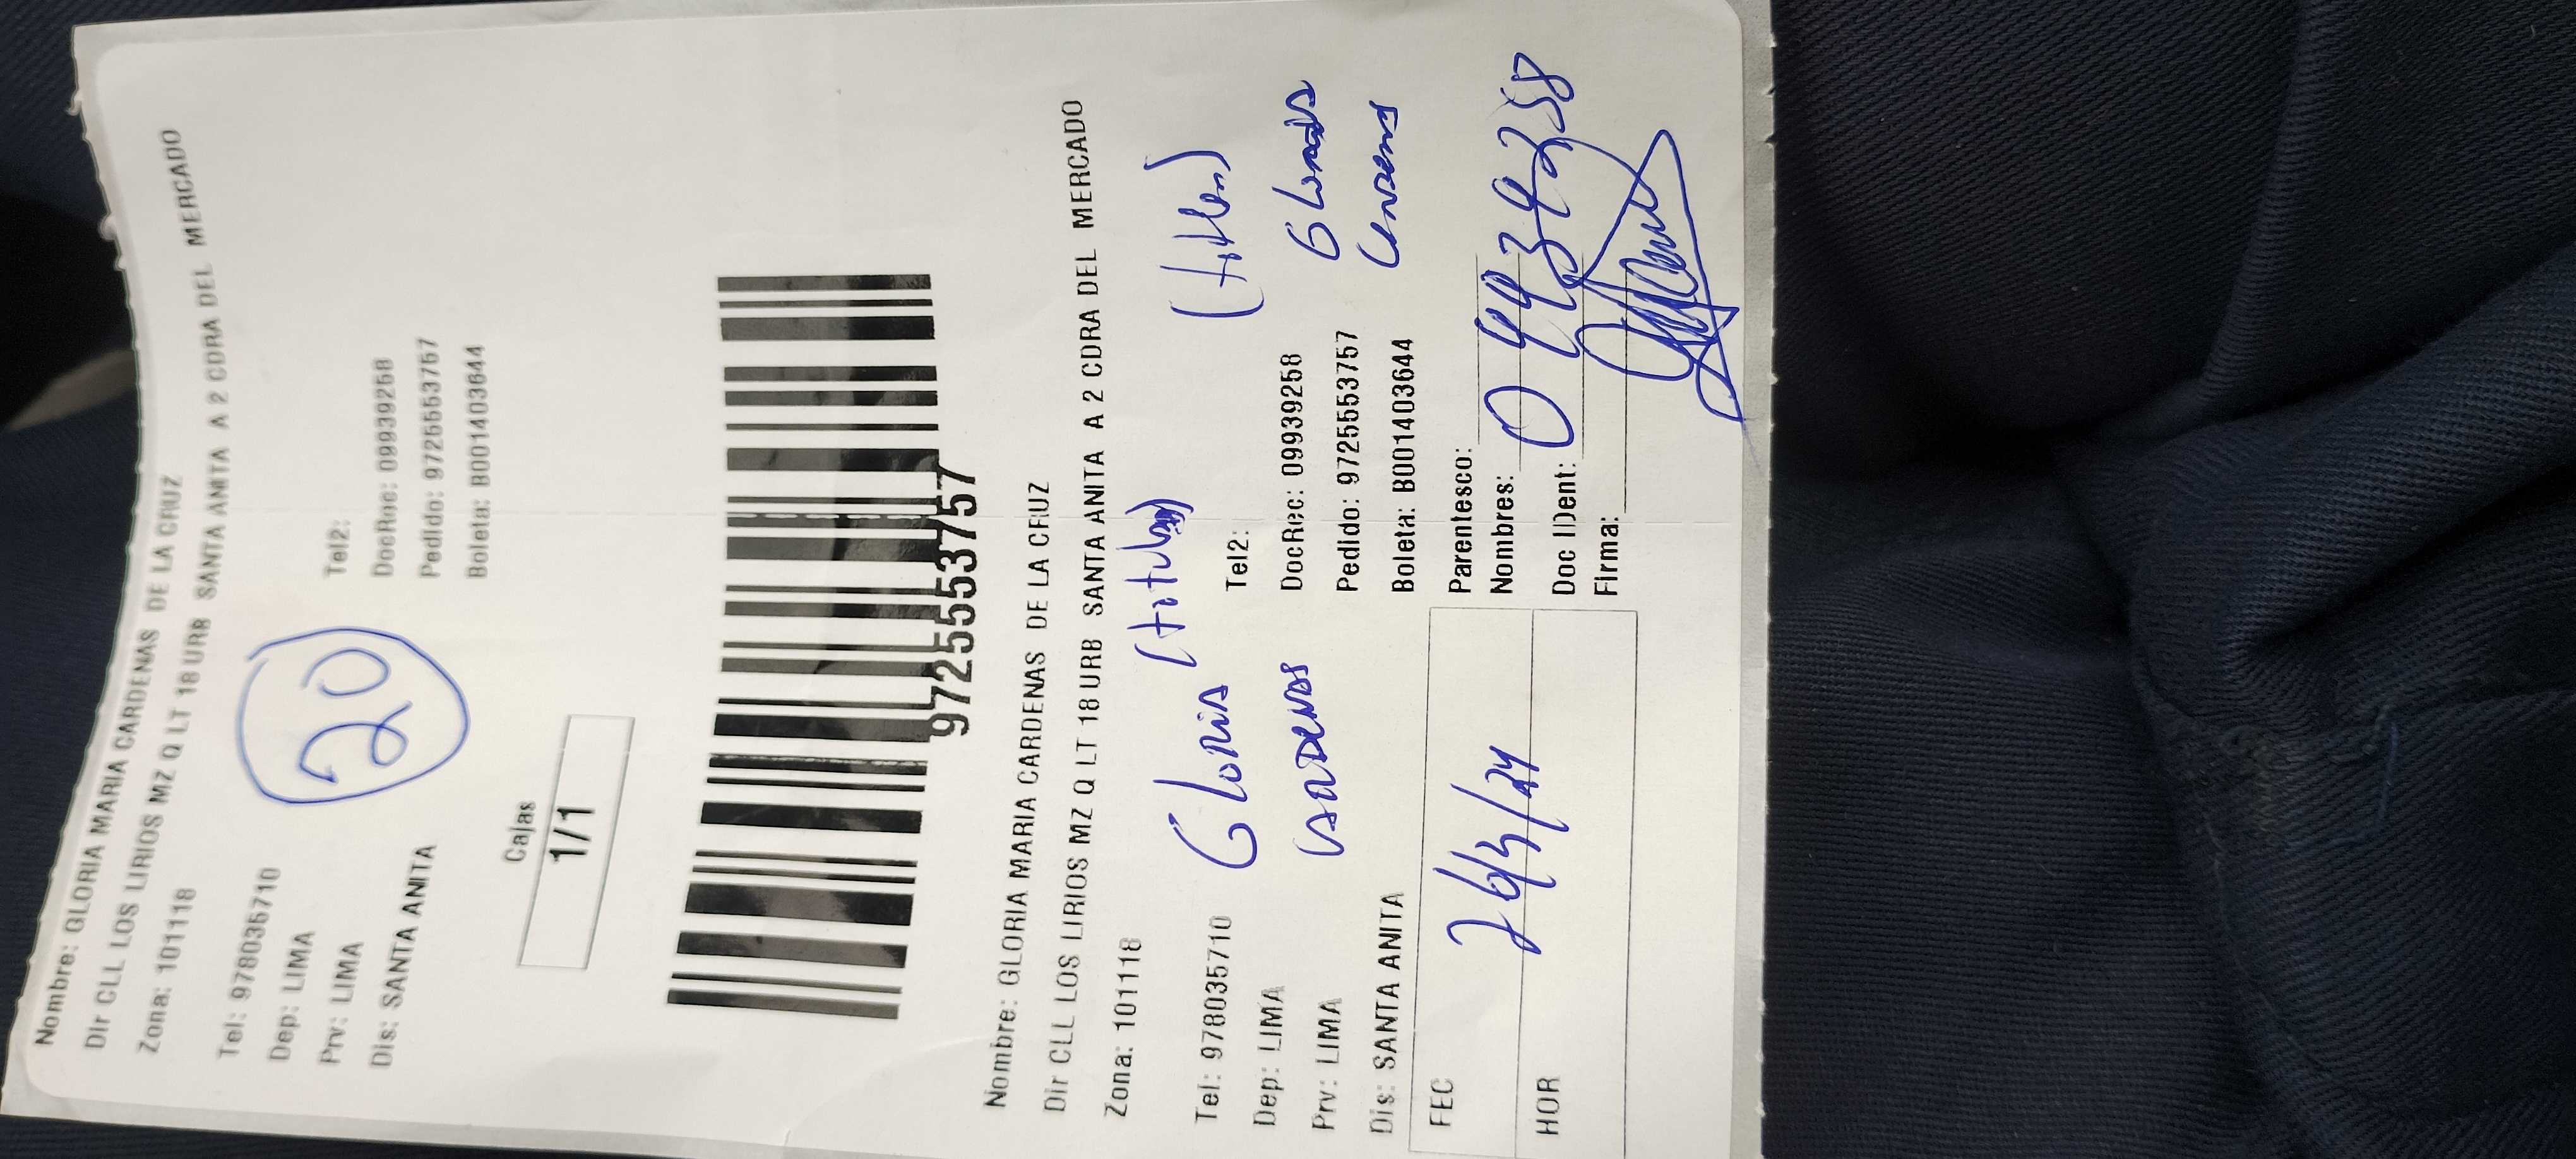 Nombre: GLORIA MARIA CARDENAS DE LA CRUZ
Dir CLL LOS LIRIOS MZ Q LT 18 URB SANTA ANITA A 2 CDRA DEL MERCADO
Zona: 101118
Tel: 978035710 Tel2:
Dep: LIMA DocRec: 09939258
Prv: LIMA Pedido: 9725553757
Dis: SANTA ANITA Boleta: B001403644
20
Cajas
1/1
9725553757
Nombre: GLORIA MARIA CARDENAS DE LA CRUZ
Dir CLL LOS LIRIOS MZ Q LT 18 URB SANTA ANITA A 2 CDRA DEL MERCADO
Zona: 101118
Gloria (titular)
Tel: 978035710 Tel2:
Dep: LIMA DocRec: 09939258
Cardenas
Prv: LIMA Pedido: 9725553757
Dis: SANTA ANITA Boleta: B001403644
FEC 26/3/24 Parentesco:
Nombres:
HOR Doc IDent:
Firma: